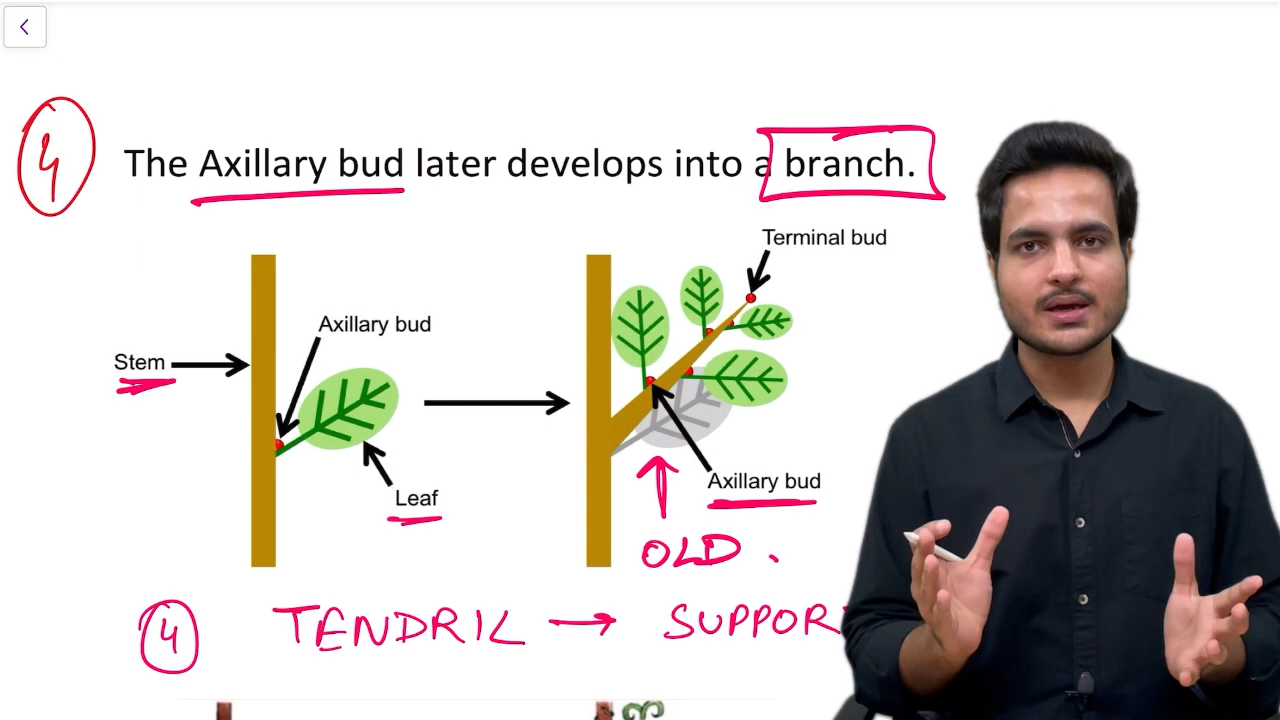 4
The Axillary bud later develops into a branch.
Terminal bud
Axillary bud
Stem
Leaf
Axillary bud
OLD.
4 TENDRIL →